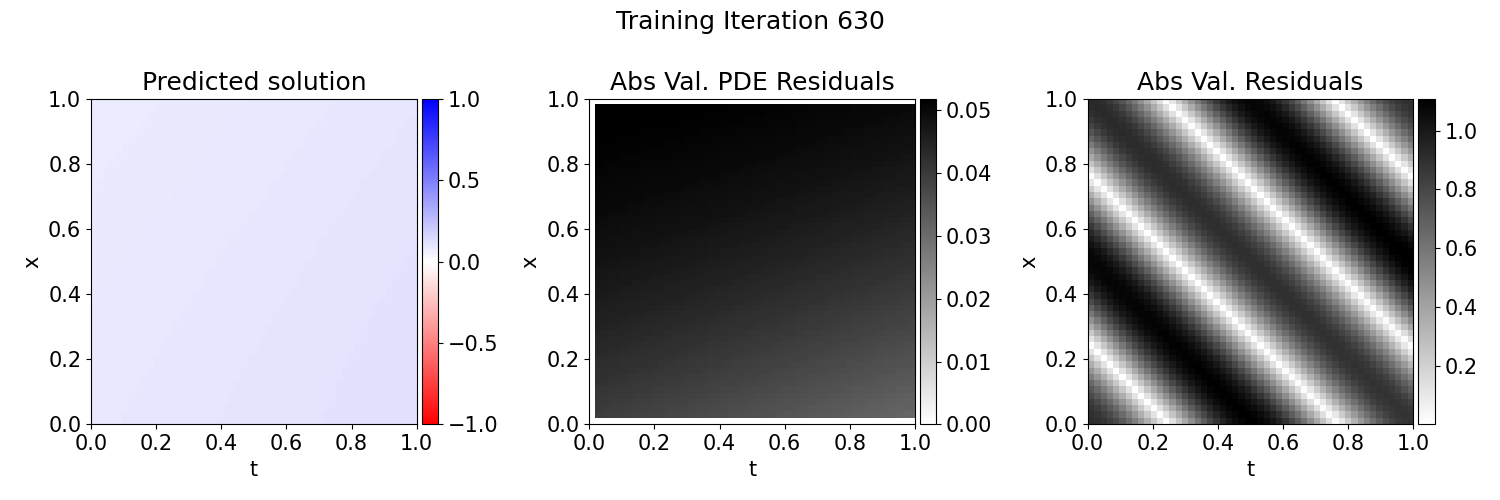 Training Iteration 630
Predicted solution
1.0
0.8
0.6
0.4
0.2
0.0
x
0.0 0.2 0.4 0.6 0.8 1.0
t
1.0
0.5
0.0
−0.5
−1.0
Abs Val. PDE Residuals
1.0
0.8
0.6
0.4
0.2
0.0
x
0.0 0.2 0.4 0.6 0.8 1.0
t
0.05
0.04
0.03
0.02
0.01
0.00
Abs Val. Residuals
1.0
0.8
0.6
0.4
0.2
0.0
x
0.0 0.2 0.4 0.6 0.8 1.0
t
1.0
0.8
0.6
0.4
0.2